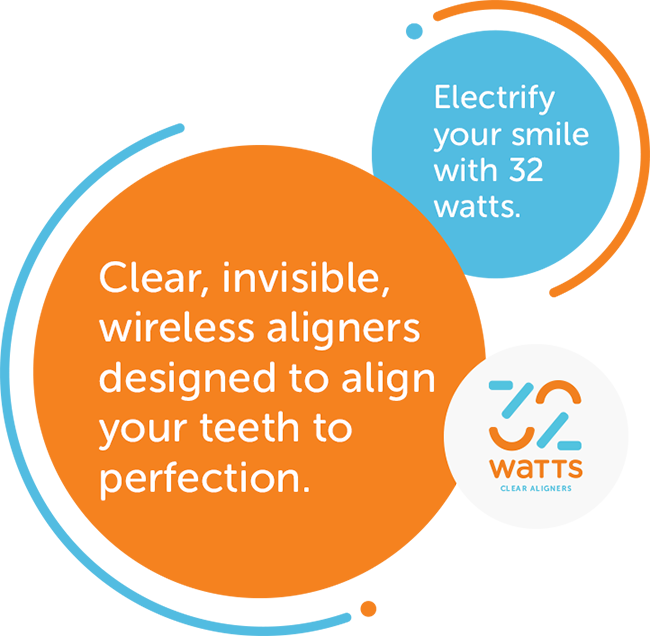 Electrify
your smile
with 32
watts.
Clear, invisible,
wireless aligners
designed to align
your teeth to
perfection.
32
WATTS
CLEAR ALIGNERS